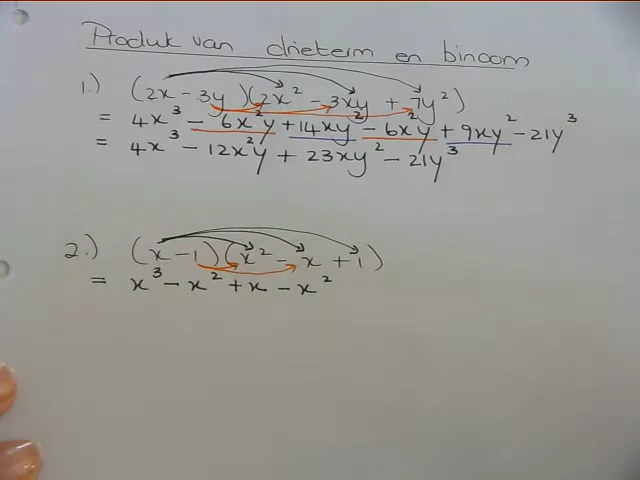 Produk van drieterm en binoom
1.) (2x - 3y)(2x² - 3xy + 7y²)
= 4x³ - 6x²y + 14xy² - 6x²y + 9xy² - 21y³
= 4x³ - 12x²y + 23xy² - 21y³
2.) (x - 1)(x² - x + 1)
= x³ - x² + x - x²